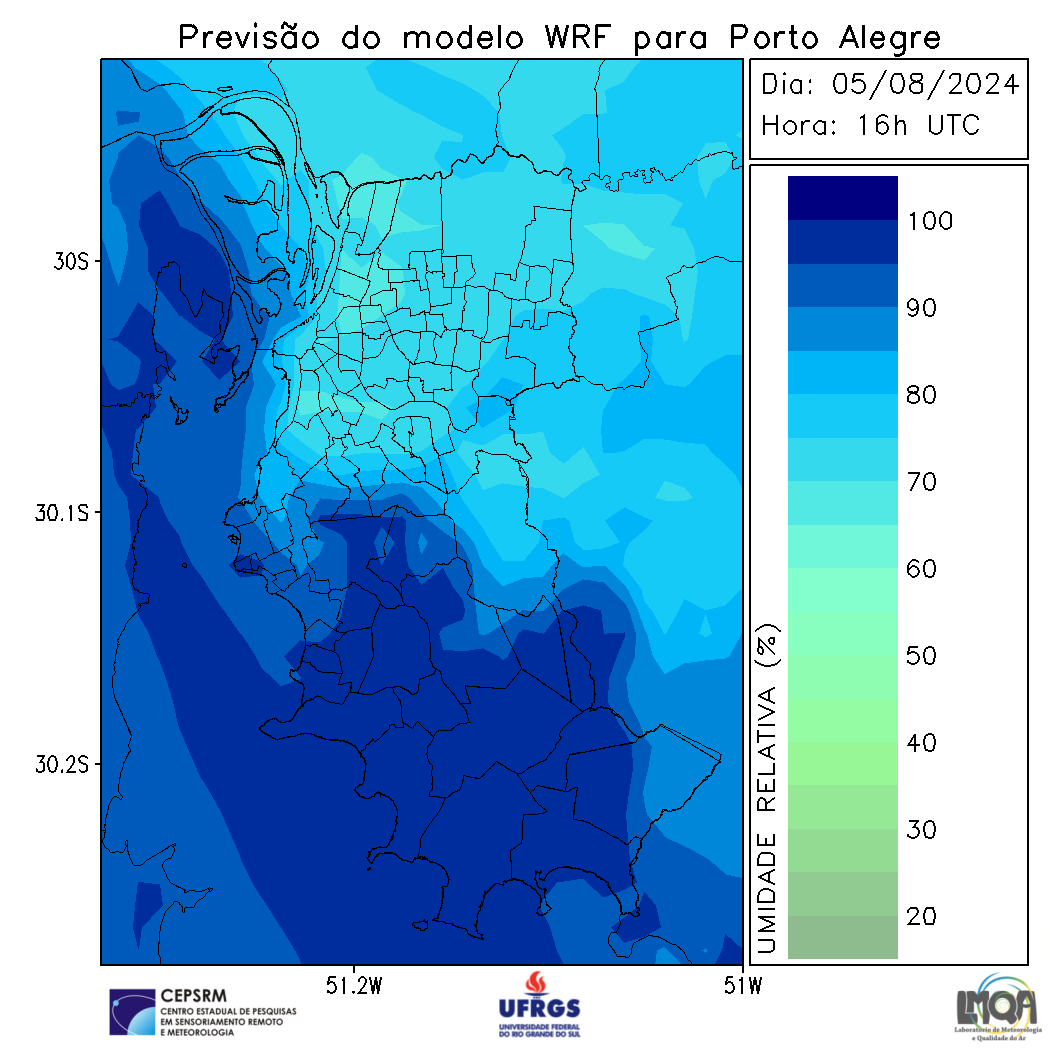 Previsão do modelo WRF para Porto Alegre
Dia: 05/08/2024
Hora: 16h UTC
30S
30.1S
30.2S
51.2W
51W
100
90
80
70
60
50
40
30
20
UMIDADE RELATIVA (%)
CEPSRM
CENTRO ESTADUAL DE PESQUISAS
EM SENSORIAMENTO REMOTO
E METEOROLOGIA
UFRGS
UNIVERSIDADE FEDERAL
DO RIO GRANDE DO SUL
LMQA
Laboratório de Meteorologia
e Qualidade do Ar